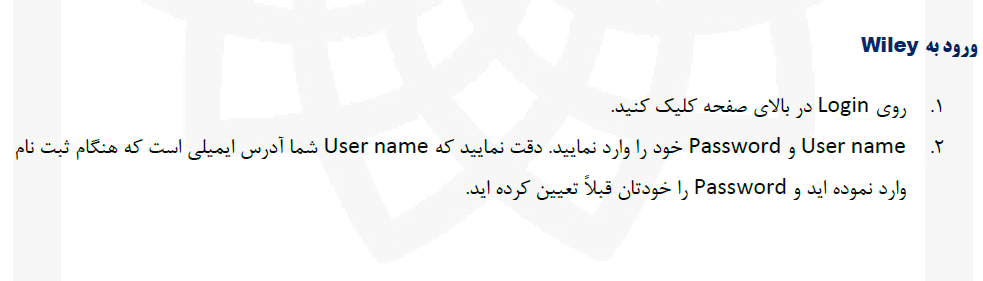 ورود به Wiley
۱. روی Login در بالای صفحه کلیک کنید.
۲. User name و Password خود را وارد نمایید. دقت نمایید که User name شما آدرس ایمیلی است که هنگام ثبت نام
وارد نموده اید و Password را خودتان قبلاً تعیین کرده اید.